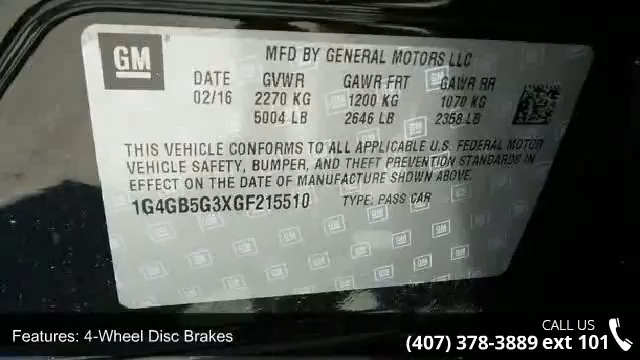 GM
MFD BY GENERAL MOTORS LLC
DATE GVWR GAWR FRT GAWR RR
02/16 2270 KG 1200 KG 1070 KG
5004 LB 2646 LB 2358 LB
THIS VEHICLE CONFORMS TO ALL APPLICABLE U.S. FEDERAL MOTOR
VEHICLE SAFETY, BUMPER, AND THEFT PREVENTION STANDARDS IN
EFFECT ON THE DATE OF MANUFACTURE SHOWN ABOVE.
1G4GB5G3XGF215510 TYPE: PASS CAR
Features: 4-Wheel Disc Brakes
CALL US
(407) 378-3889 ext 101